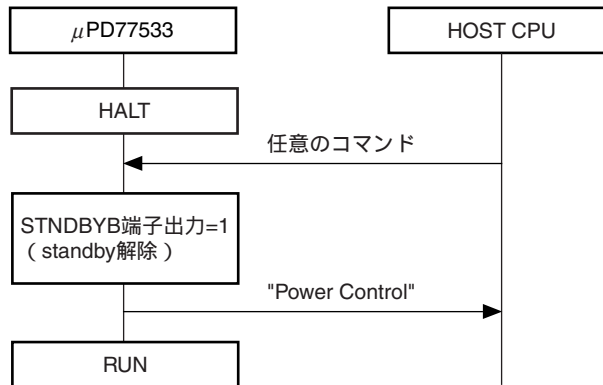 μPD77533
HOST CPU
HALT
任意のコマンド
STNDBYB端子出力=1
（standby解除）
"Power Control"
RUN